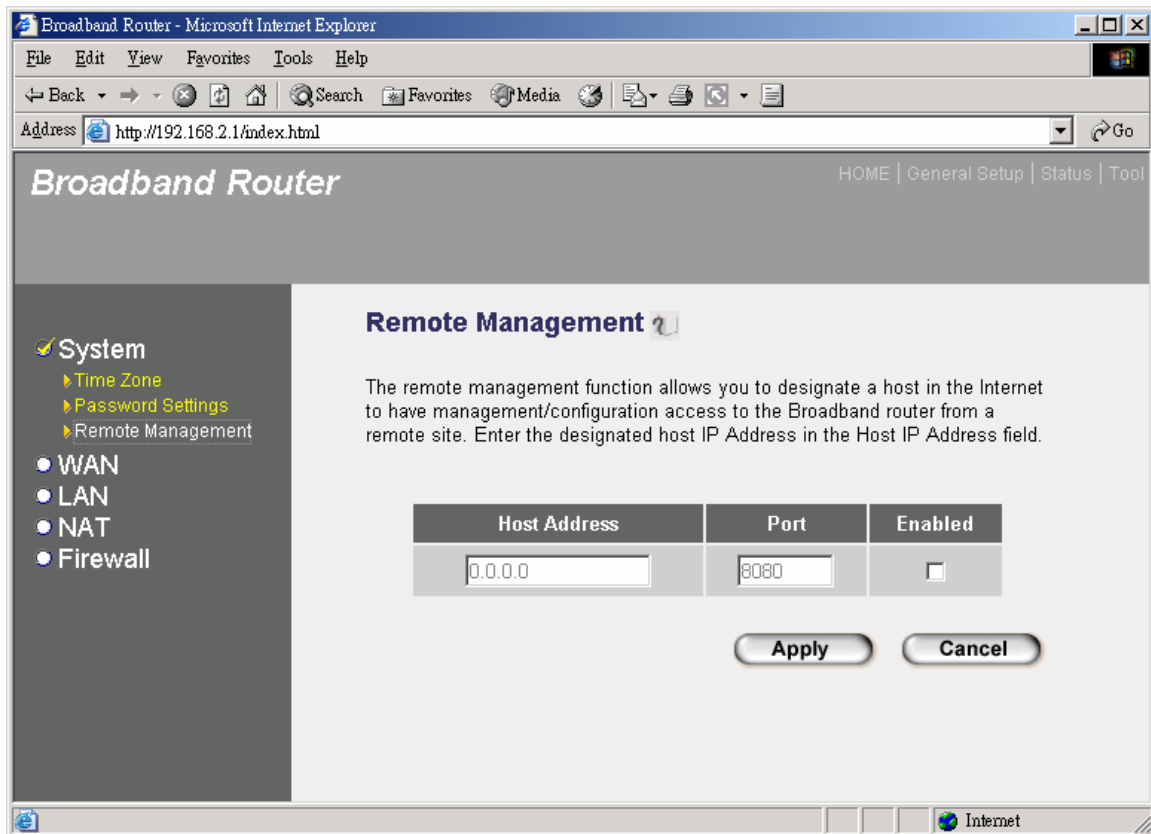 Broadband Router - Microsoft Internet Explorer
File Edit View Favorites Tools Help
Back Search Favorites Media
Address http://192.168.2.1/index.html Go
Broadband Router
HOME | General Setup | Status | Tool
System
Time Zone
Password Settings
Remote Management
WAN
LAN
NAT
Firewall
Remote Management
The remote management function allows you to designate a host in the Internet
to have management/configuration access to the Broadband router from a
remote site. Enter the designated host IP Address in the Host IP Address field.
Host Address Port Enabled
0.0.0.0 8080
Apply Cancel
Internet